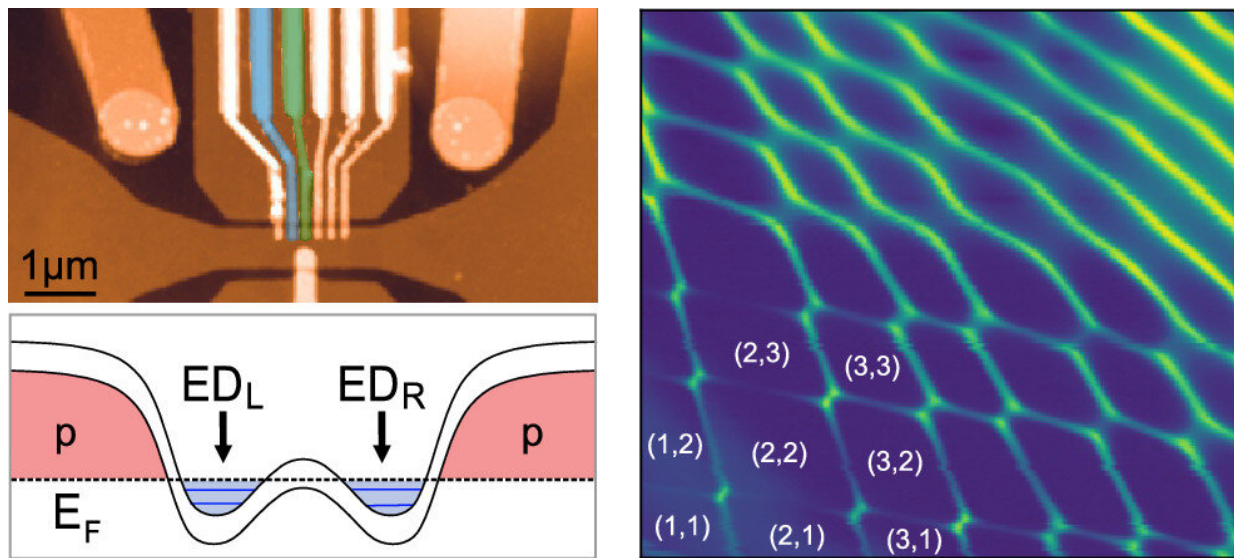 1μm
ED_L ED_R
p p
E_F
(2,3) (3,3)
(1,2) (2,2) (3,2)
(1,1) (2,1) (3,1)